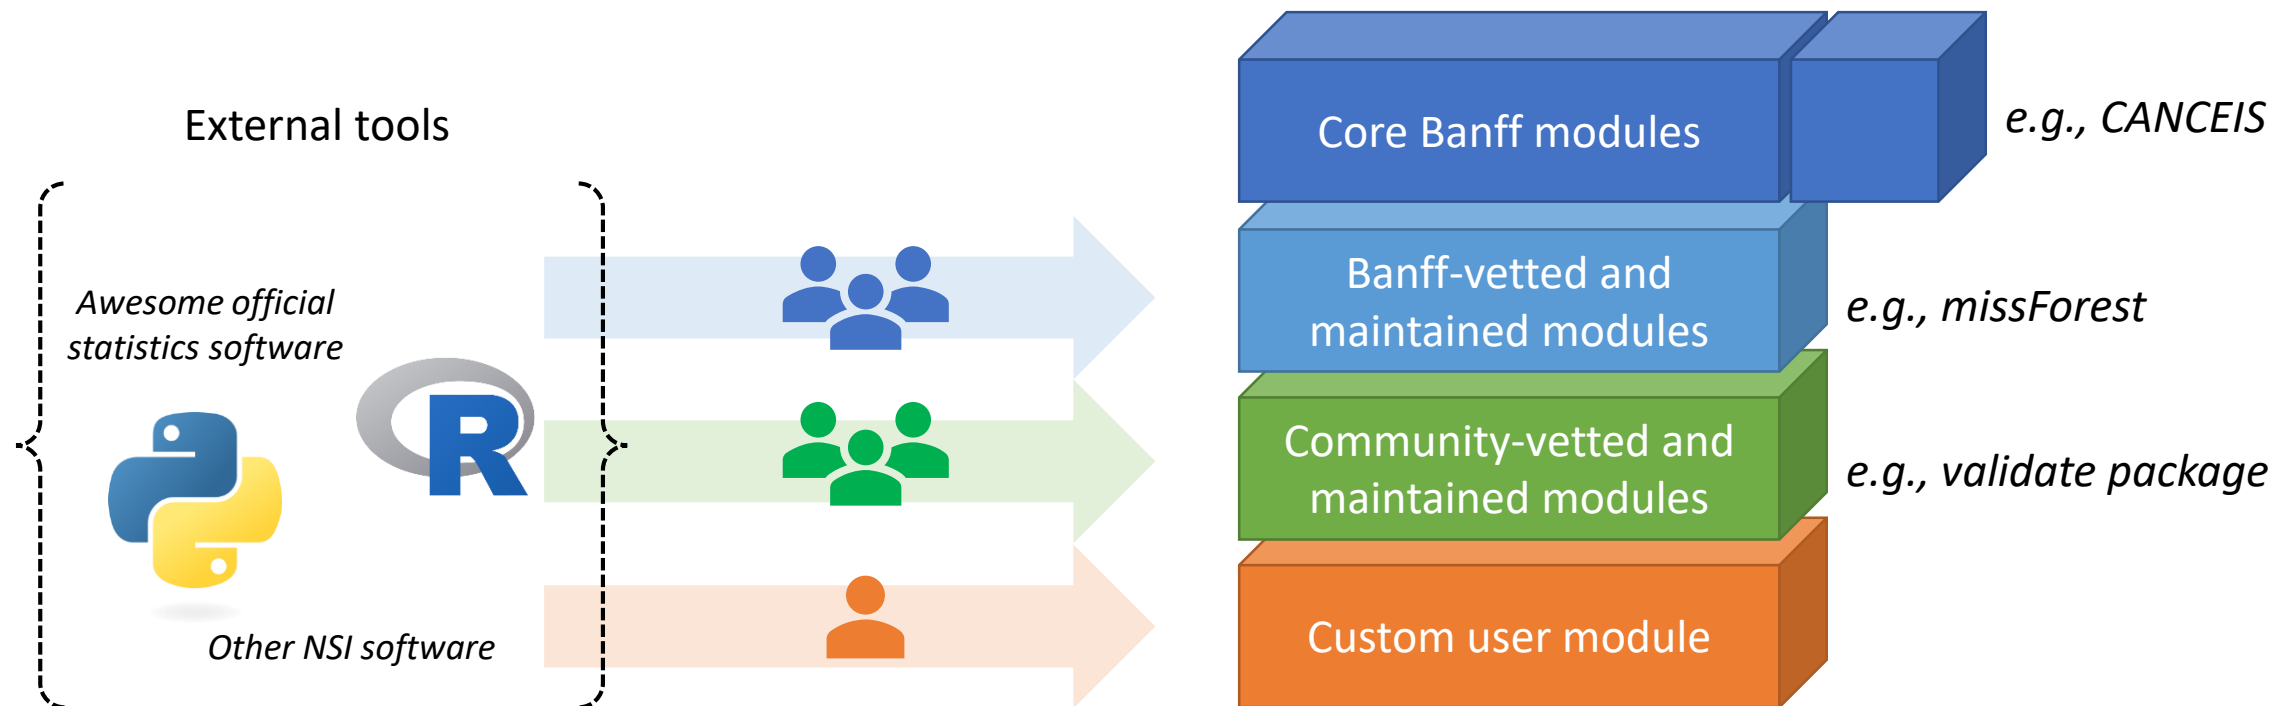 External tools
Awesome official
statistics software
R
Other NSI software
Core Banff modules
e.g., CANCEIS
Banff-vetted and
maintained modules
e.g., missForest
Community-vetted and
maintained modules
e.g., validate package
Custom user module